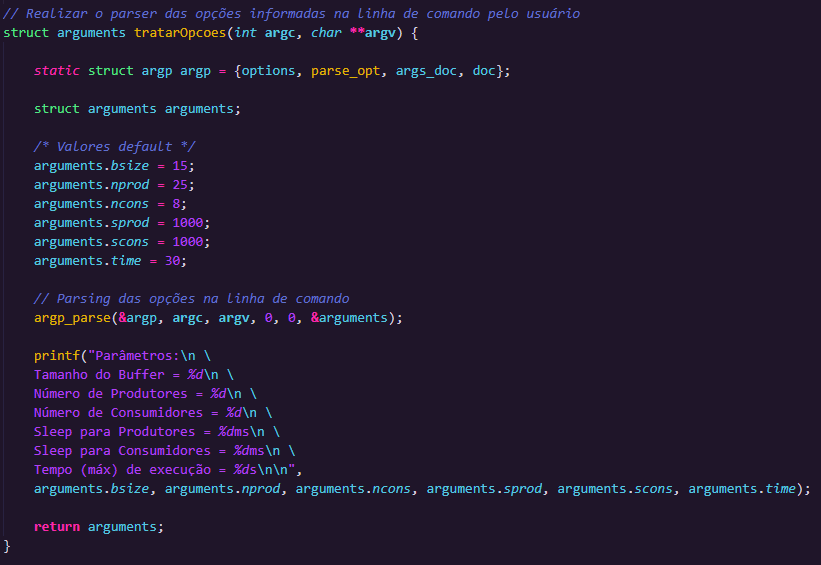 // Realizar o parser das opções informadas na linha de comando pelo usuário
struct arguments tratarOpcoes(int argc, char **argv) {
static struct argp argp = {options, parse_opt, args_doc, doc};
struct arguments arguments;
/* Valores default */
arguments.bsize = 15;
arguments.nprod = 25;
arguments.ncons = 8;
arguments.sprod = 1000;
arguments.scons = 1000;
arguments.time = 30;
// Parsing das opções na linha de comando
argp_parse(&argp, argc, argv, 0, 0, &arguments);
printf("Parâmetros:\n \
Tamanho do Buffer = %d\n \
Número de Produtores = %d\n \
Número de Consumidores = %d\n \
Sleep para Produtores = %dms\n \
Sleep para Consumidores = %dms\n \
Tempo (máx) de execução = %ds\n\n",
arguments.bsize, arguments.nprod, arguments.ncons, arguments.sprod, arguments.scons, arguments.time);
return arguments;
}